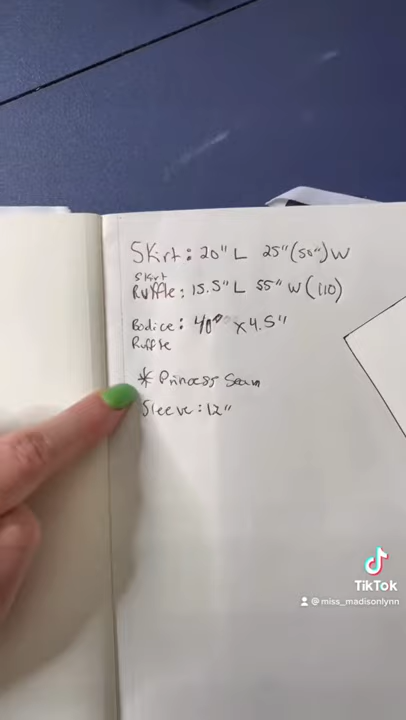 Skirt: 20" L 25" (50") W
Skirt
Ruffle: 15.5" L 55" W (110)
Bodice: 40" x 4.5"
Ruffle
* Princess Seam
Sleeve: 12"
TikTok
@miss_madisonlynn